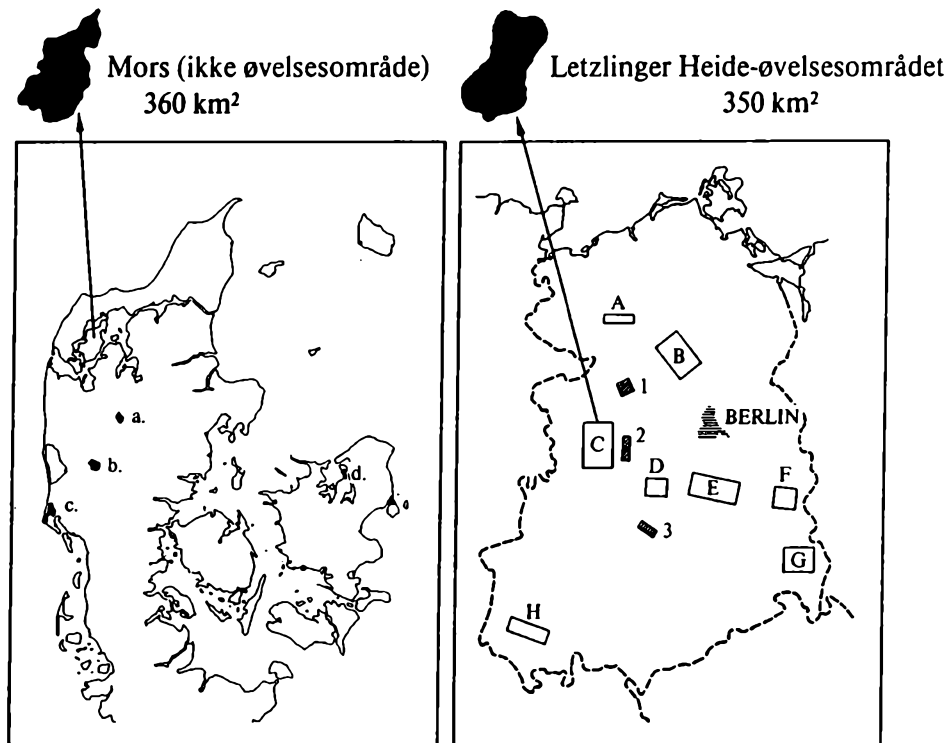 Mors (ikke øvelsesområde)
360 km²
Letzlinger Heide-øvelsesområdet
350 km²
a.
b.
c.
d.
A
B
1
BERLIN
C
2
D
E
F
3
G
H